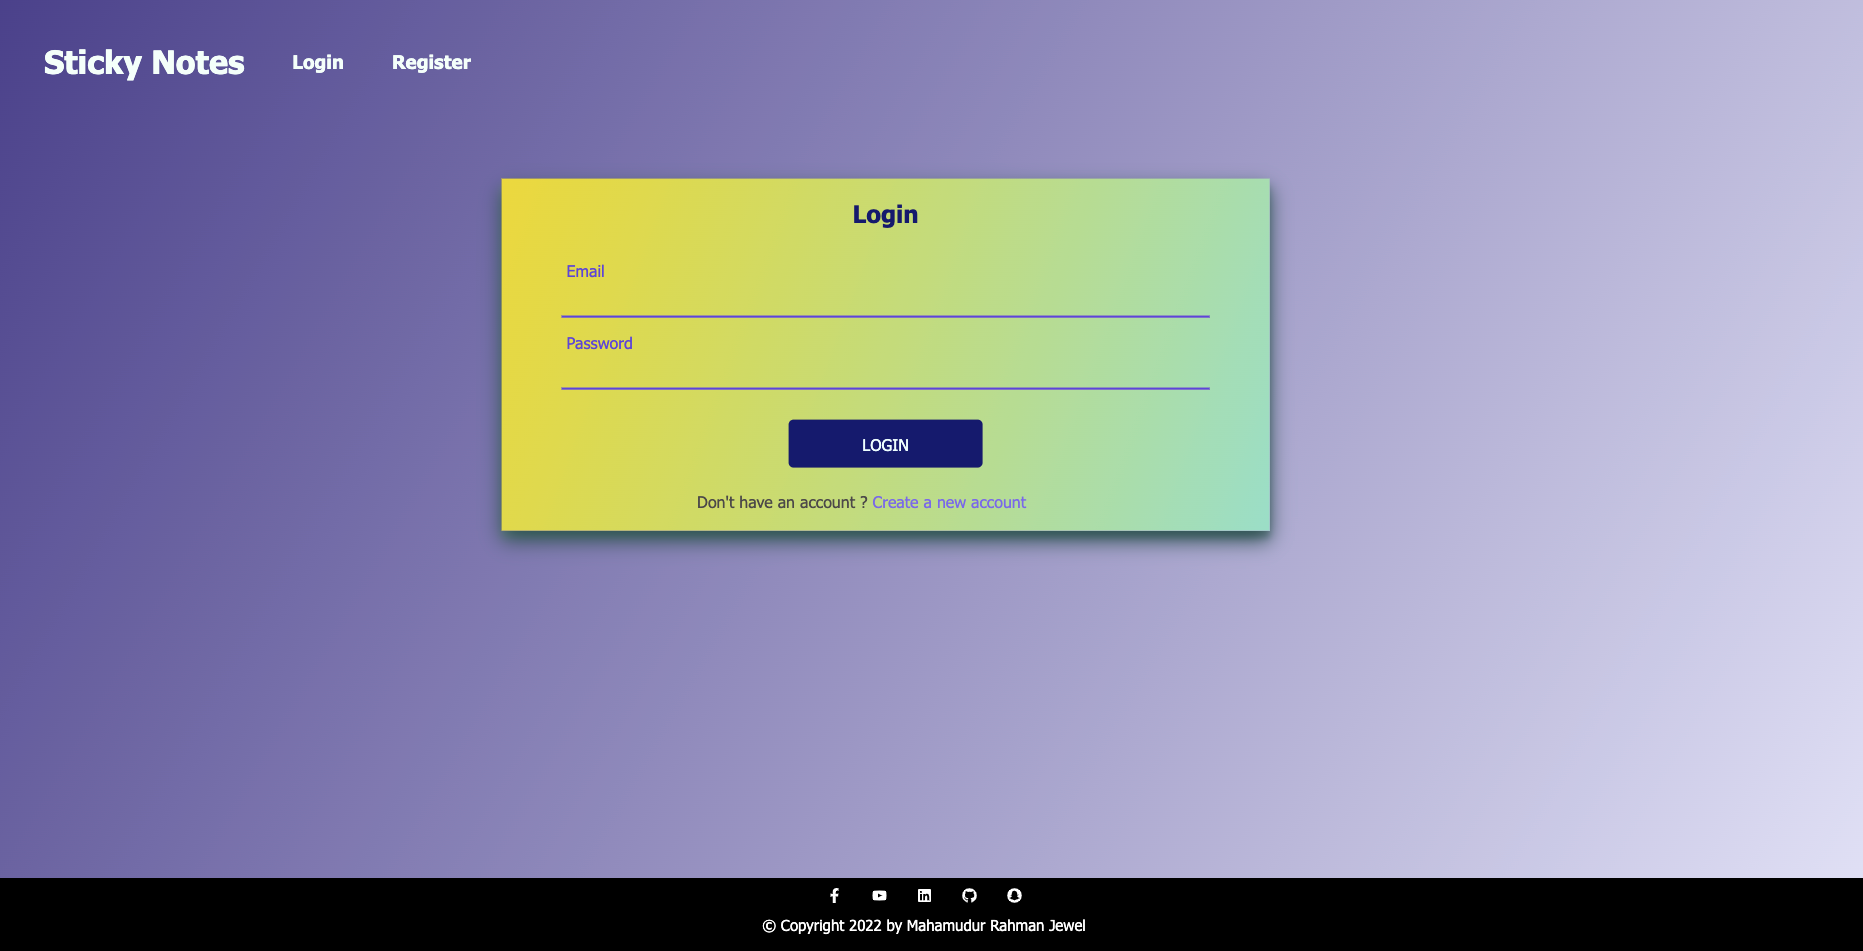 Sticky Notes Login Register
Login
Email
Password
LOGIN
Don't have an account ? Create a new account
© Copyright 2022 by Mahamudur Rahman Jewel